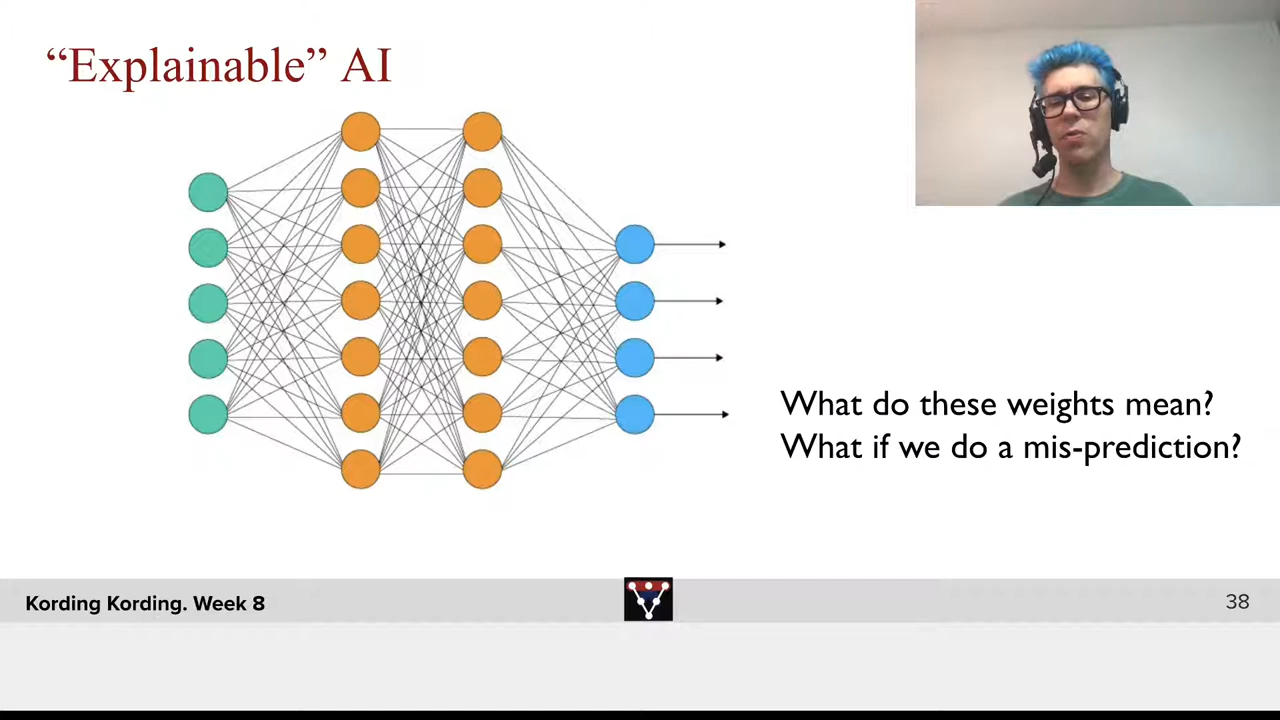 “Explainable” AI
What do these weights mean?
What if we do a mis-prediction?
Kording Kording. Week 8
38